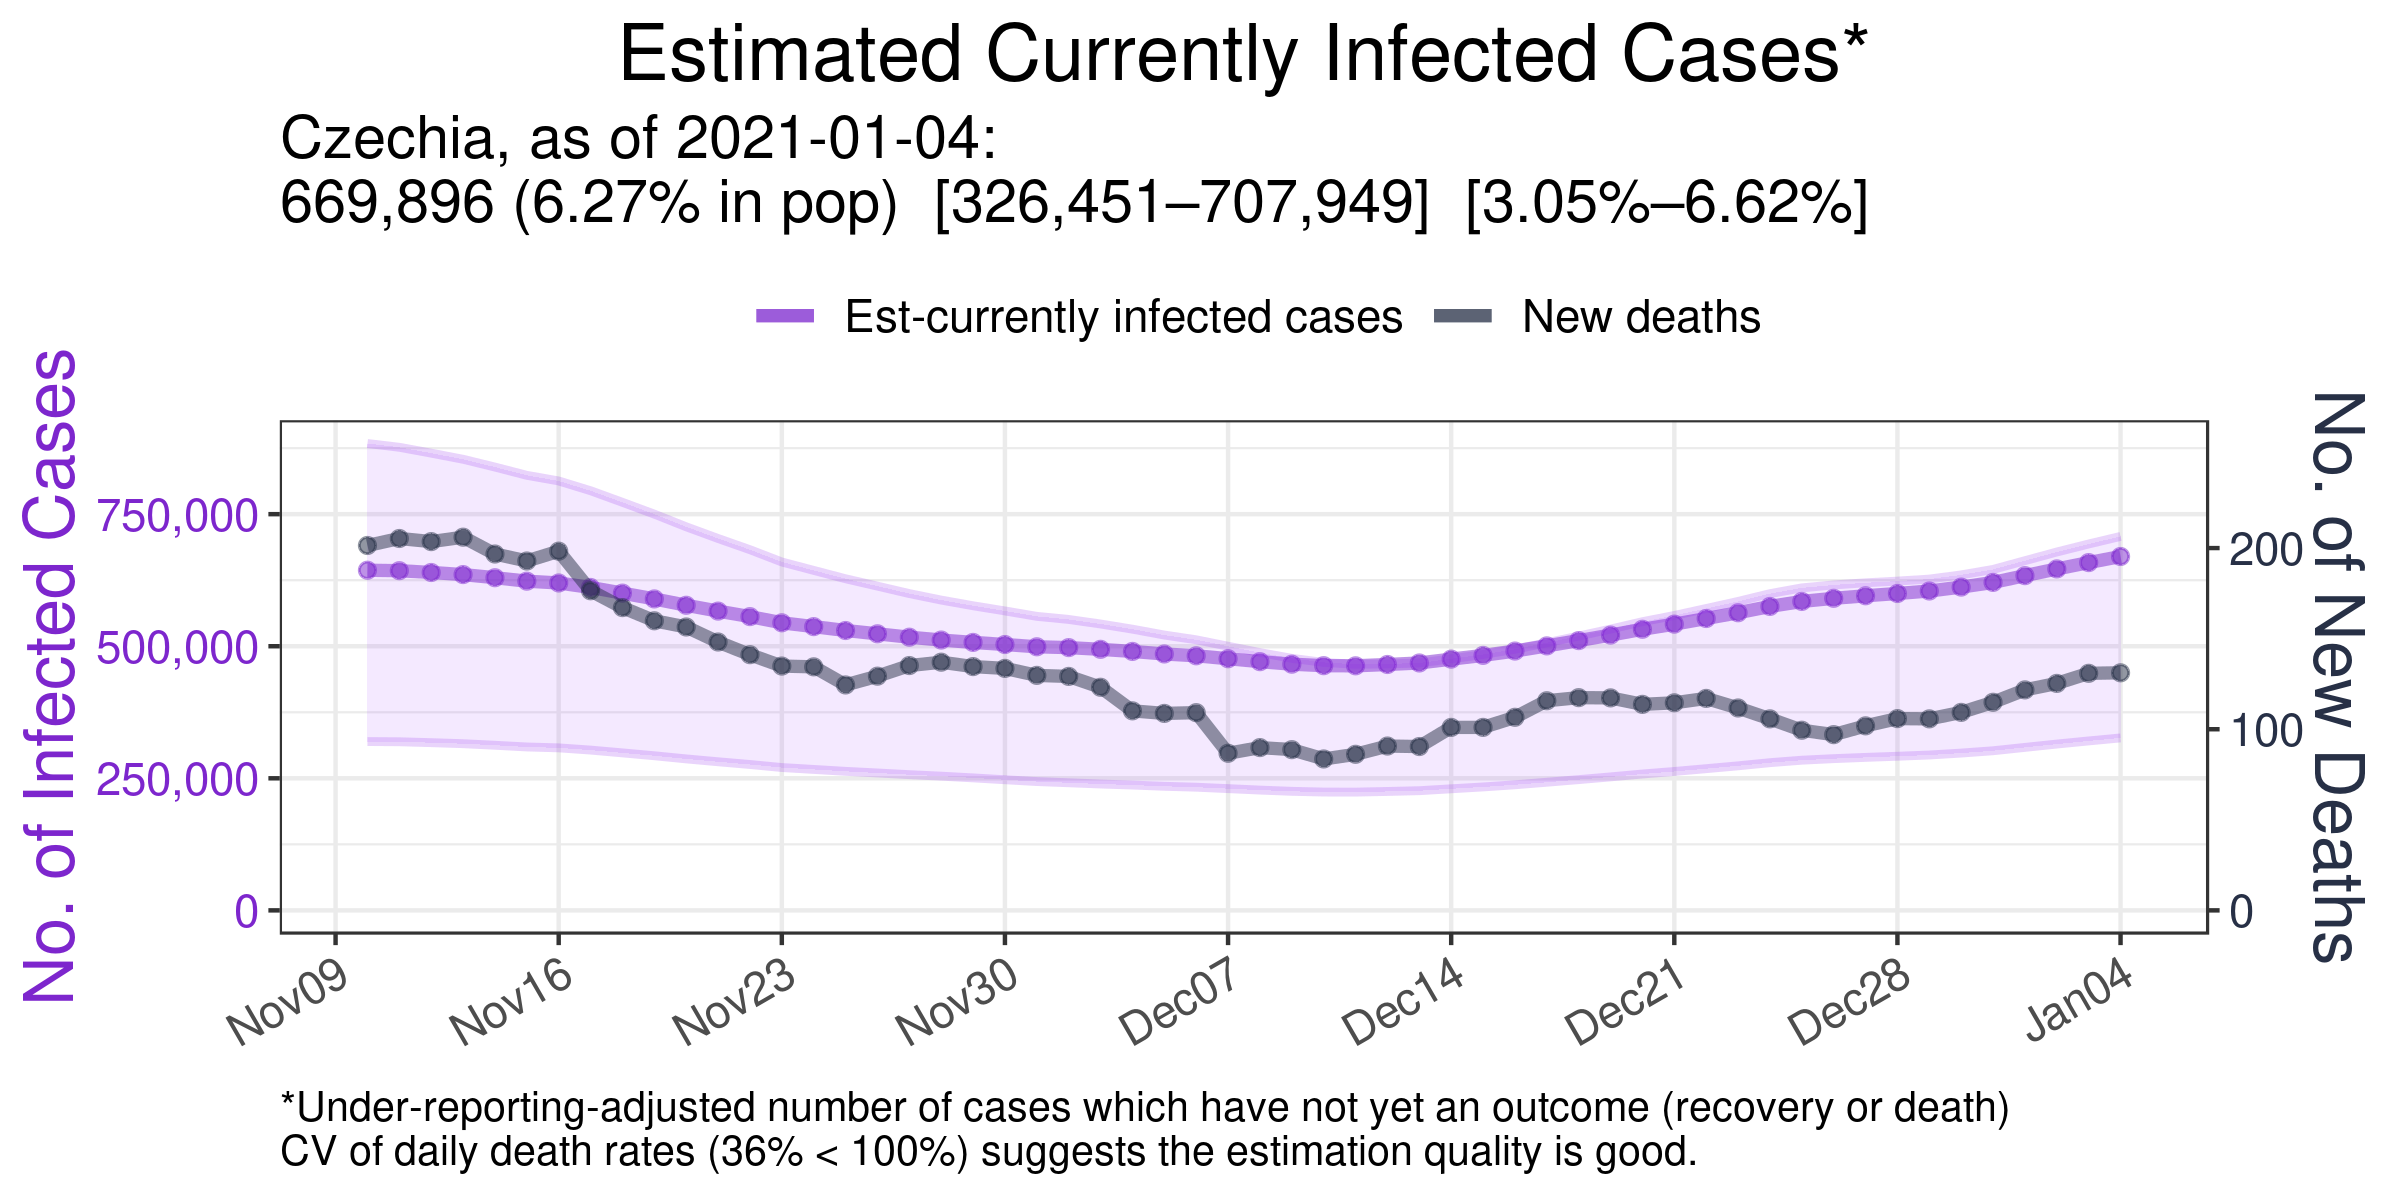 Estimated Currently Infected Cases*
Czechia, as of 2021-01-04:
669,896 (6.27% in pop)  [326,451–707,949]  [3.05%–6.62%]
Est-currently infected cases
New deaths
No. of Infected Cases
750,000
500,000
250,000
0
No. of New Deaths
200
100
0
Nov09
Nov16
Nov23
Nov30
Dec07
Dec14
Dec21
Dec28
Jan04
*Under-reporting-adjusted number of cases which have not yet an outcome (recovery or death)
CV of daily death rates (36% < 100%) suggests the estimation quality is good.